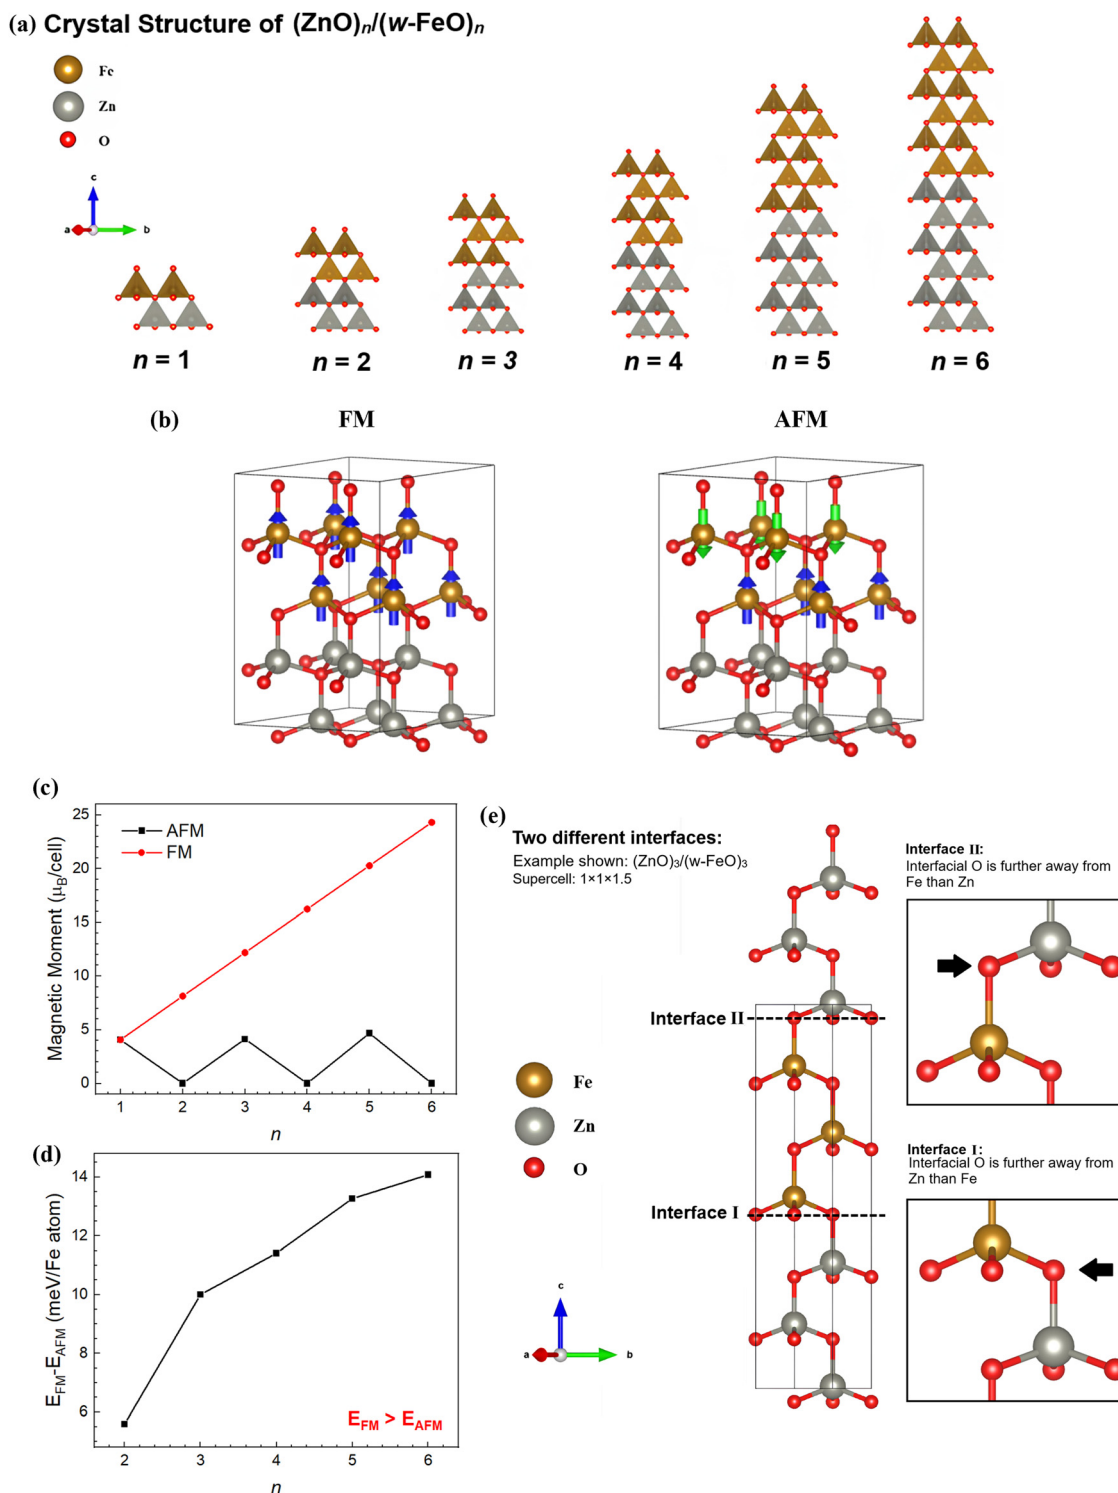 (a) Crystal Structure of (ZnO)n/(w-FeO)n
Fe
Zn
O
c
a
b
n = 1
n = 2
n = 3
n = 4
n = 5
n = 6
(b)
FM
AFM
(c)
Magnetic Moment (μB/cell)
25
20
15
10
5
0
AFM
FM
1 2 3 4 5 6
n
(d)
EFM-EAFM (meV/Fe atom)
14
12
10
8
6
EFM > EAFM
2 3 4 5 6
n
(e)
Two different interfaces:
Example shown: (ZnO)3/(w-FeO)3
Supercell: 1×1×1.5
Interface II
Interface I
Fe
Zn
O
c
a
b
Interface II:
Interfacial O is further away from
Fe than Zn
Interface I:
Interfacial O is further away from
Zn than Fe